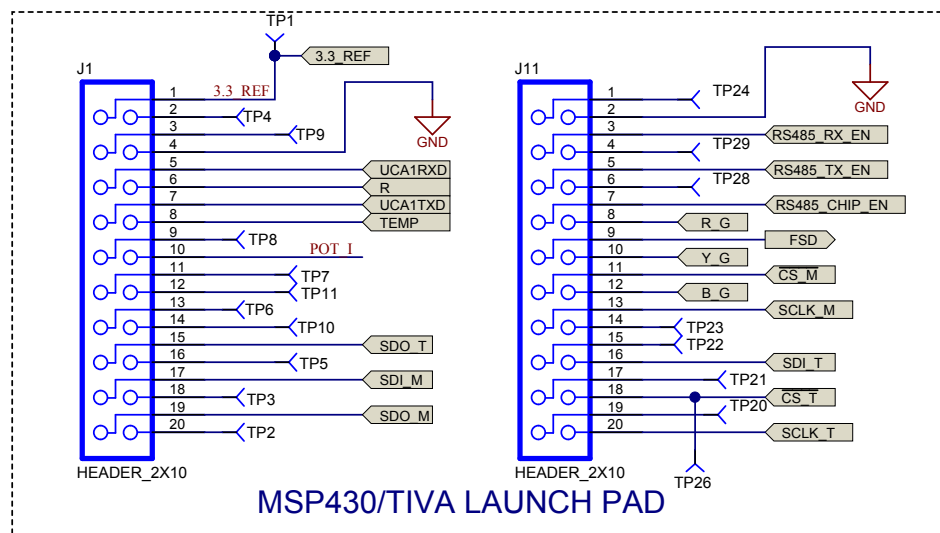 TP1
3.3_REF
J1
1 3.3_REF
2 TP4
3 TP9
4
GND
5 UCA1RXD
6 R
7 UCA1TXD
8 TEMP
9 TP8
10 POT_I
11 TP7
12 TP11
13 TP6
14 TP10
15 SDO_T
16 TP5
17 SDI_M
18 TP3
19 SDO_M
20 TP2
HEADER_2X10
J11
1 TP24
2
GND
3 RS485_RX_EN
4 TP29
5 RS485_TX_EN
6 TP28
7 RS485_CHIP_EN
8 R_G
9 FSD
10 Y_G
11 CS_M
12 B_G
13 SCLK_M
14 TP23
15 TP22
16 SDI_T
17 TP21
18 CS_T
19 TP20
20 SCLK_T
TP26
HEADER_2X10
MSP430/TIVA LAUNCH PAD